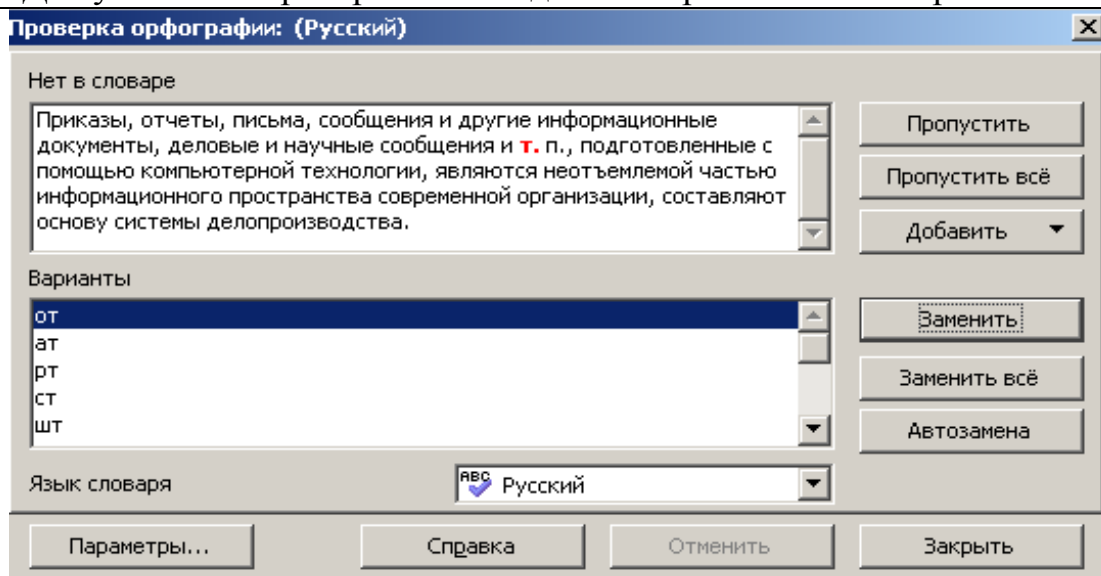 Проверка орфографии: (Русский)
Нет в словаре
Приказы, отчеты, письма, сообщения и другие информационные
документы, деловые и научные сообщения и т. п., подготовленные с
помощью компьютерной технологии, являются неотъемлемой частью
информационного пространства современной организации, составляют
основу системы делопроизводства.
Пропустить
Пропустить всё
Добавить
Варианты
от
ат
рт
ст
шт
Заменить
Заменить всё
Автозамена
Язык словаря
ABC
Русский
Параметры...
Справка
Отменить
Закрыть